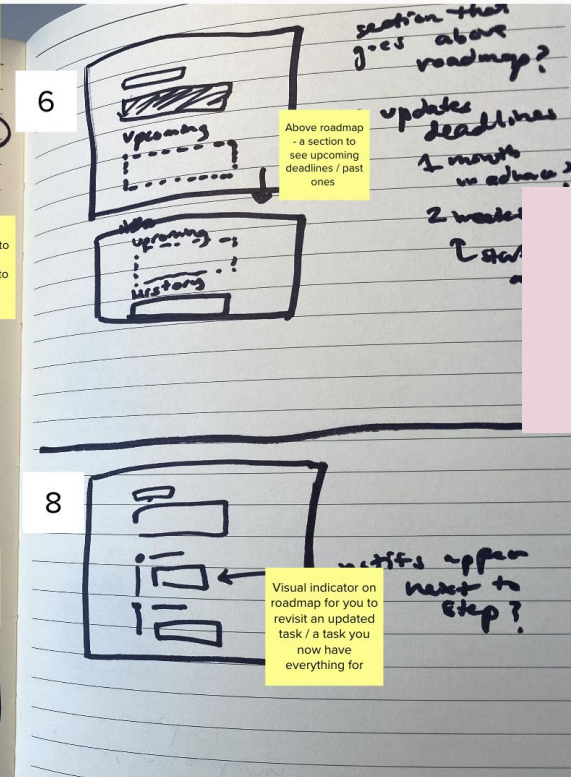 6
section that
goes above
roadmap?
upcoming
Above roadmap
- a section to
see upcoming
deadlines / past
ones
updates
deadlines
1 month
in advance
2 weeks
upcoming
History
to
to
8
notifs appear
next to
step?
Visual indicator on
roadmap for you to
revisit an updated
task / a task you
now have
everything for